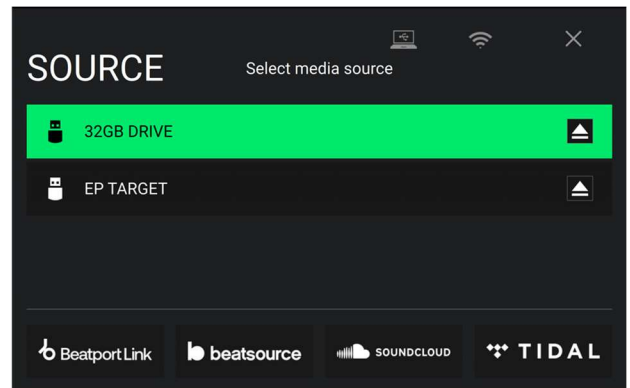 SOURCE
Select media source
32GB DRIVE
EP TARGET
Beatport Link
beatsource
SOUNDCLOUD
TIDAL